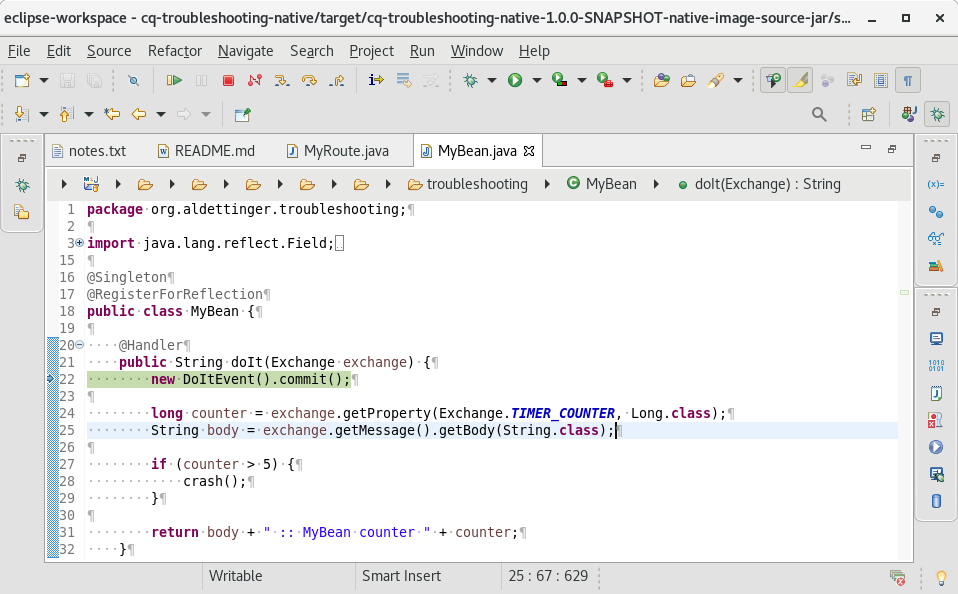 eclipse-workspace - cq-troubleshooting-native/target/cq-troubleshooting-native-1.0.0-SNAPSHOT-native-image-source-jar/s...
File Edit Source Refactor Navigate Search Project Run Window Help
notes.txt README.md MyRoute.java MyBean.java
troubleshooting MyBean doIt(Exchange) : String
1 package org.aldettinger.troubleshooting;¶
2 ¶
3 import java.lang.reflect.Field;
15 ¶
16 @Singleton¶
17 @RegisterForReflection¶
18 public class MyBean {¶
19 ¶
20 ····@Handler¶
21 ····public String doIt(Exchange exchange) {¶
22 ········new DoItEvent().commit();¶
23 ¶
24 ········long counter = exchange.getProperty(Exchange.TIMER_COUNTER, Long.class);¶
25 ········String body = exchange.getMessage().getBody(String.class);¶
26 ¶
27 ········if (counter > 5) {¶
28 ············crash();¶
29 ········}¶
30 ¶
31 ········return body + " :: MyBean counter " + counter;¶
32 ····}¶
Writable Smart Insert 25 : 67 : 629